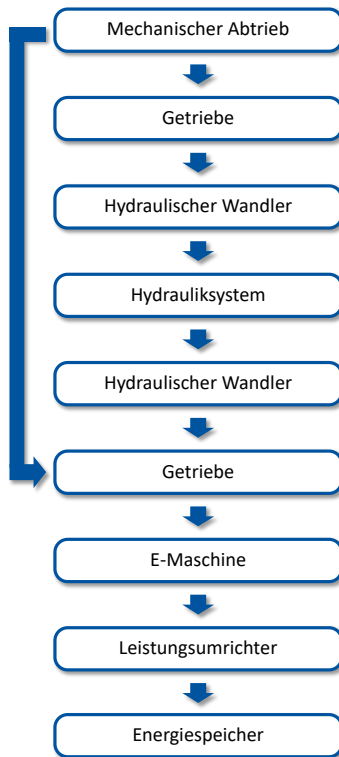 Mechanischer Abtrieb
Getriebe
Hydraulischer Wandler
Hydrauliksystem
Hydraulischer Wandler
Getriebe
E-Maschine
Leistungsumrichter
Energiespeicher